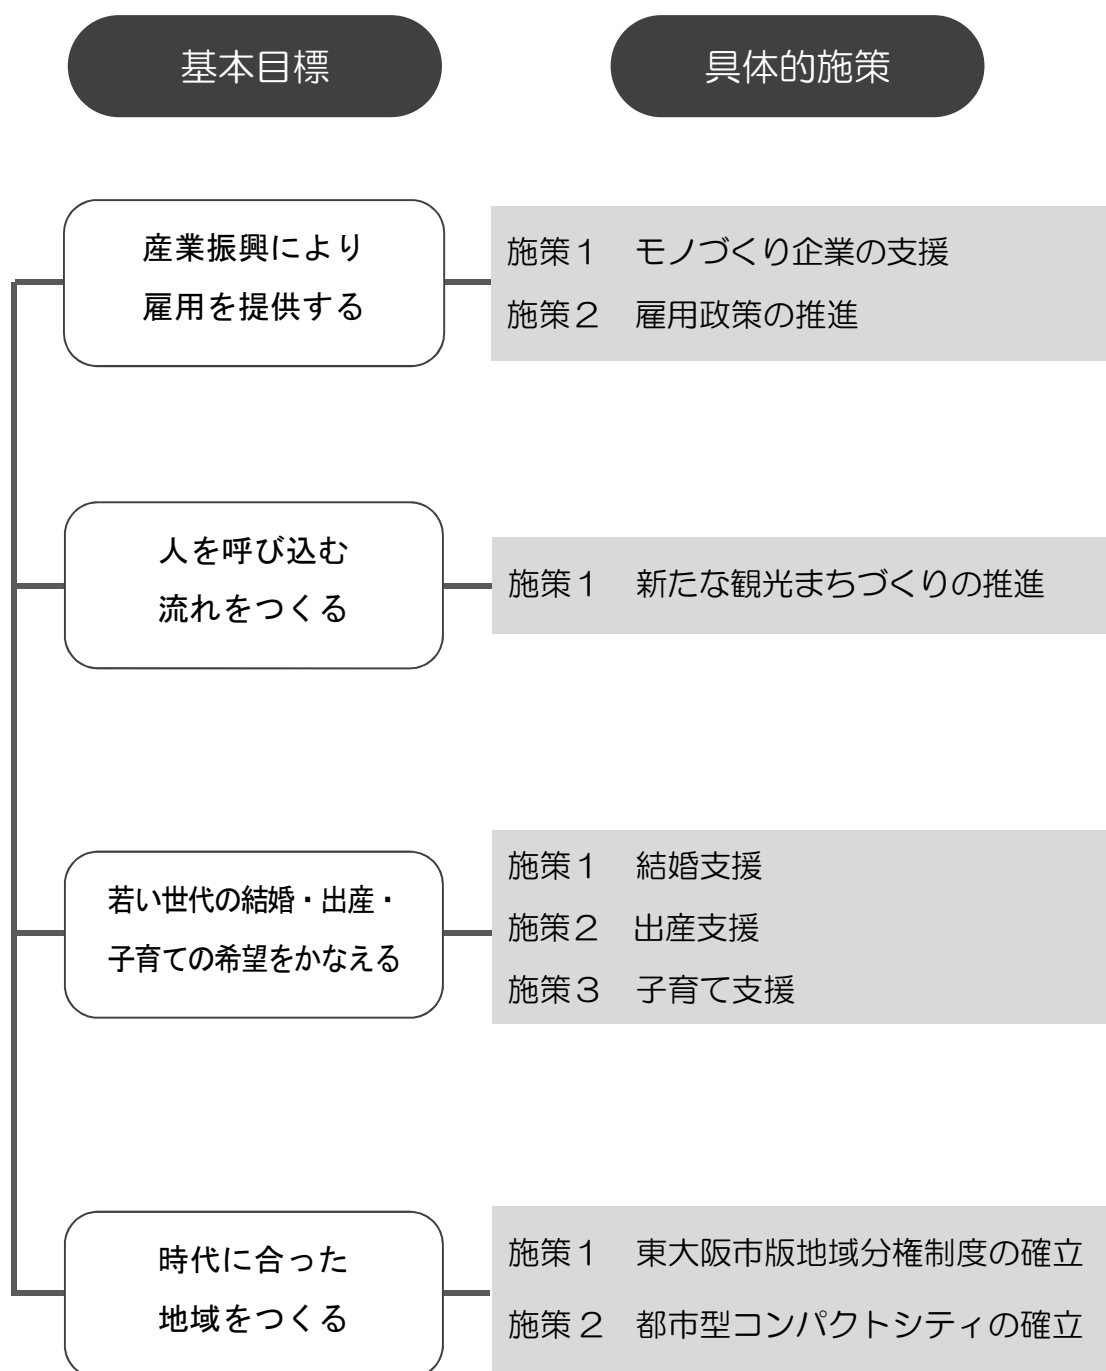 基本目標
具体的施策
産業振興により
雇用を提供する
施策１　モノづくり企業の支援
施策２　雇用政策の推進
人を呼び込む
流れをつくる
施策１　新たな観光まちづくりの推進
若い世代の結婚・出産・
子育ての希望をかなえる
施策１　結婚支援
施策２　出産支援
施策３　子育て支援
時代に合った
地域をつくる
施策１　東大阪市版地域分権制度の確立
施策２　都市型コンパクトシティの確立